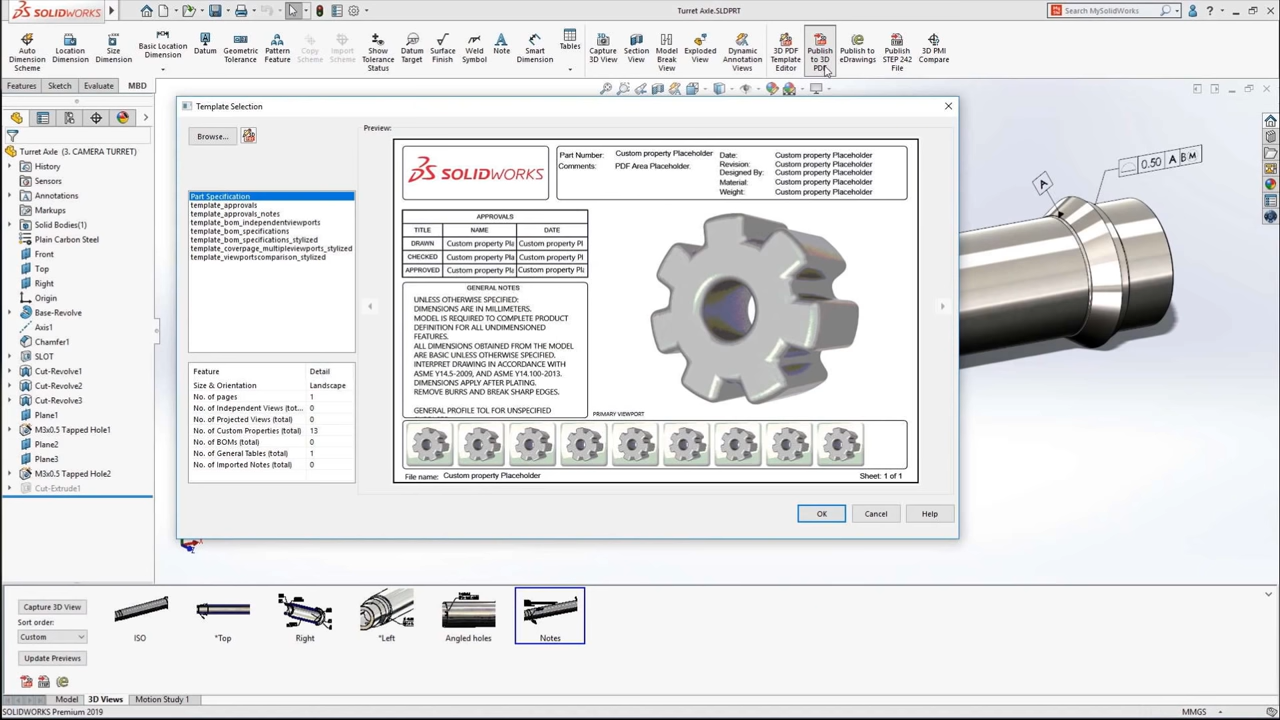 SOLIDWORKS
Turret Axle.SLDPRT
Search MySolidWorks
Auto Dimension Scheme
Location Dimension
Size Dimension
Basic Location Dimension
Datum
Geometric Tolerance
Pattern Feature
Copy Scheme
Import Scheme
Show Tolerance Status
Datum Target
Surface Finish
Weld Symbol
Note
Smart Dimension
Tables
Capture 3D View
Section View
Model Break View
Exploded View
Dynamic Annotation Views
3D PDF Template Editor
Publish to 3D PDF
Publish to eDrawings
Publish STEP 242 File
3D PMI Compare
Features
Sketch
Evaluate
MBD
Turret Axle (3. CAMERA TURRET)
History
Sensors
Annotations
Markups
Solid Bodies(1)
Plain Carbon Steel
Front
Top
Right
Origin
Base-Revolve
Axis1
Chamfer1
SLOT
Cut-Revolve1
Cut-Revolve2
Cut-Revolve3
Plane1
M3x0.5 Tapped Hole1
Plane2
Plane3
M3x0.5 Tapped Hole2
Cut-Extrude1
Template Selection
Browse...
Part Specification
template_approvals
template_approvals_notes
template_bom_independentviewports
template_bom_specifications
template_bom_specifications_stylized
template_coverpage_multipleviewports_stylized
template_viewportscomparison_stylized
Feature Detail
Size & Orientation Landscape
No. of pages 1
No. of Independent Views (tot... 0
No. of Projected Views (total) 0
No. of Custom Properties (total) 13
No. of BOMs (total) 0
No. of General Tables (total) 1
No. of Imported Notes (total) 0
Preview:
SOLIDWORKS
Part Number: Custom property Placeholder
Comments: PDF Area Placeholder.
Date: Custom property Placeholder
Revision: Custom property Placeholder
Designed By: Custom property Placeholder
Material: Custom property Placeholder
Weight: Custom property Placeholder
APPROVALS
TITLE NAME DATE
DRAWN Custom property Pla Custom property Pl
CHECKED Custom property Pla Custom property Pl
APPROVED Custom property Pla Custom property Pla
GENERAL NOTES
UNLESS OTHERWISE SPECIFIED:
DIMENSIONS ARE IN MILLIMETERS.
MODEL IS REQUIRED TO COMPLETE PRODUCT
DEFINITION FOR ALL UNDIMENSIONED
FEATURES.
ALL DIMENSIONS OBTAINED FROM THE MODEL
ARE BASIC UNLESS OTHERWISE SPECIFIED.
INTERPRET DRAWING IN ACCORDANCE WITH
ASME Y14.5-2009, AND ASME Y14.100-2013.
DIMENSIONS APPLY AFTER PLATING.
REMOVE BURRS AND BREAK SHARP EDGES.
GENERAL PROFILE TOL FOR UNSPECIFIED
PRIMARY VIEWPORT
File name: Custom property Placeholder
Sheet: 1 of 1
OK
Cancel
Help
A
0.50 A B M
Capture 3D View
Sort order:
Custom
Update Previews
ISO
*Top
Right
*Left
Angled holes
Notes
Model
3D Views
Motion Study 1
SOLIDWORKS Premium 2019
MMGS